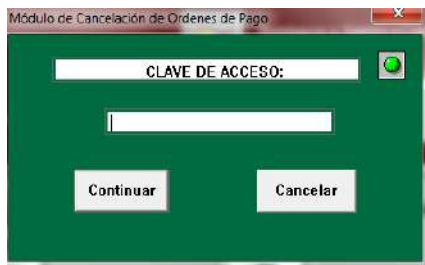 Módulo de Cancelación de Ordenes de Pago
CLAVE DE ACCESO:
Continuar
Cancelar